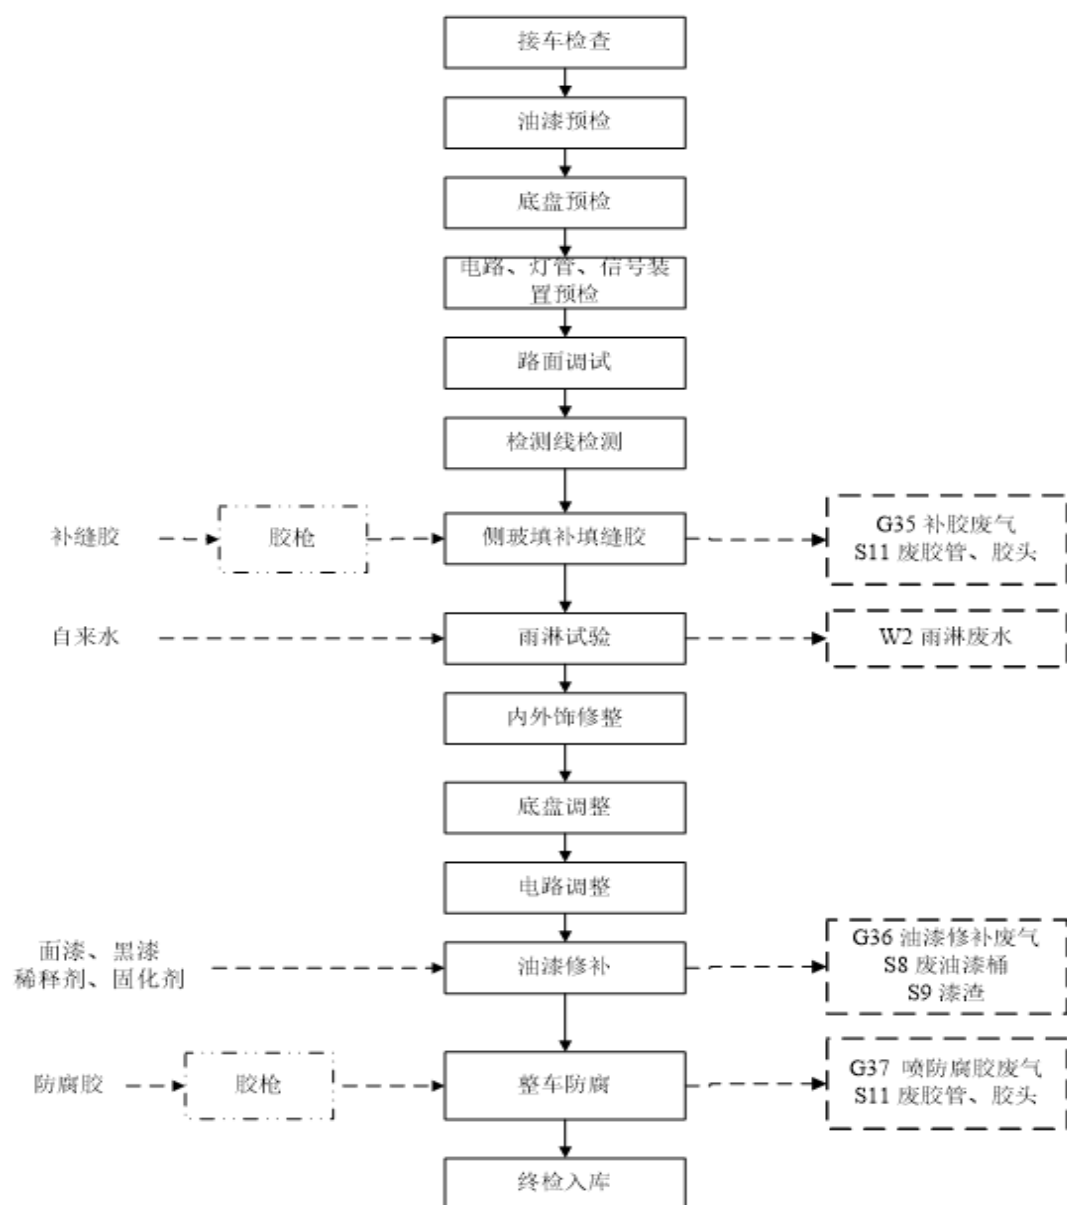 接车检查
油漆预检
底盘预检
电路、灯管、信号装
置预检
路面调试
检测线检测
补缝胶
胶枪
侧玻填补填缝胶
G35 补胶废气
S11 废胶管、胶头
自来水
雨淋试验
W2 雨淋废水
内外饰修整
底盘调整
电路调整
面漆、黑漆
稀释剂、固化剂
油漆修补
G36 油漆修补废气
S8 废油漆桶
S9 漆渣
防腐胶
胶枪
整车防腐
G37 喷防腐胶废气
S11 废胶管、胶头
终检入库